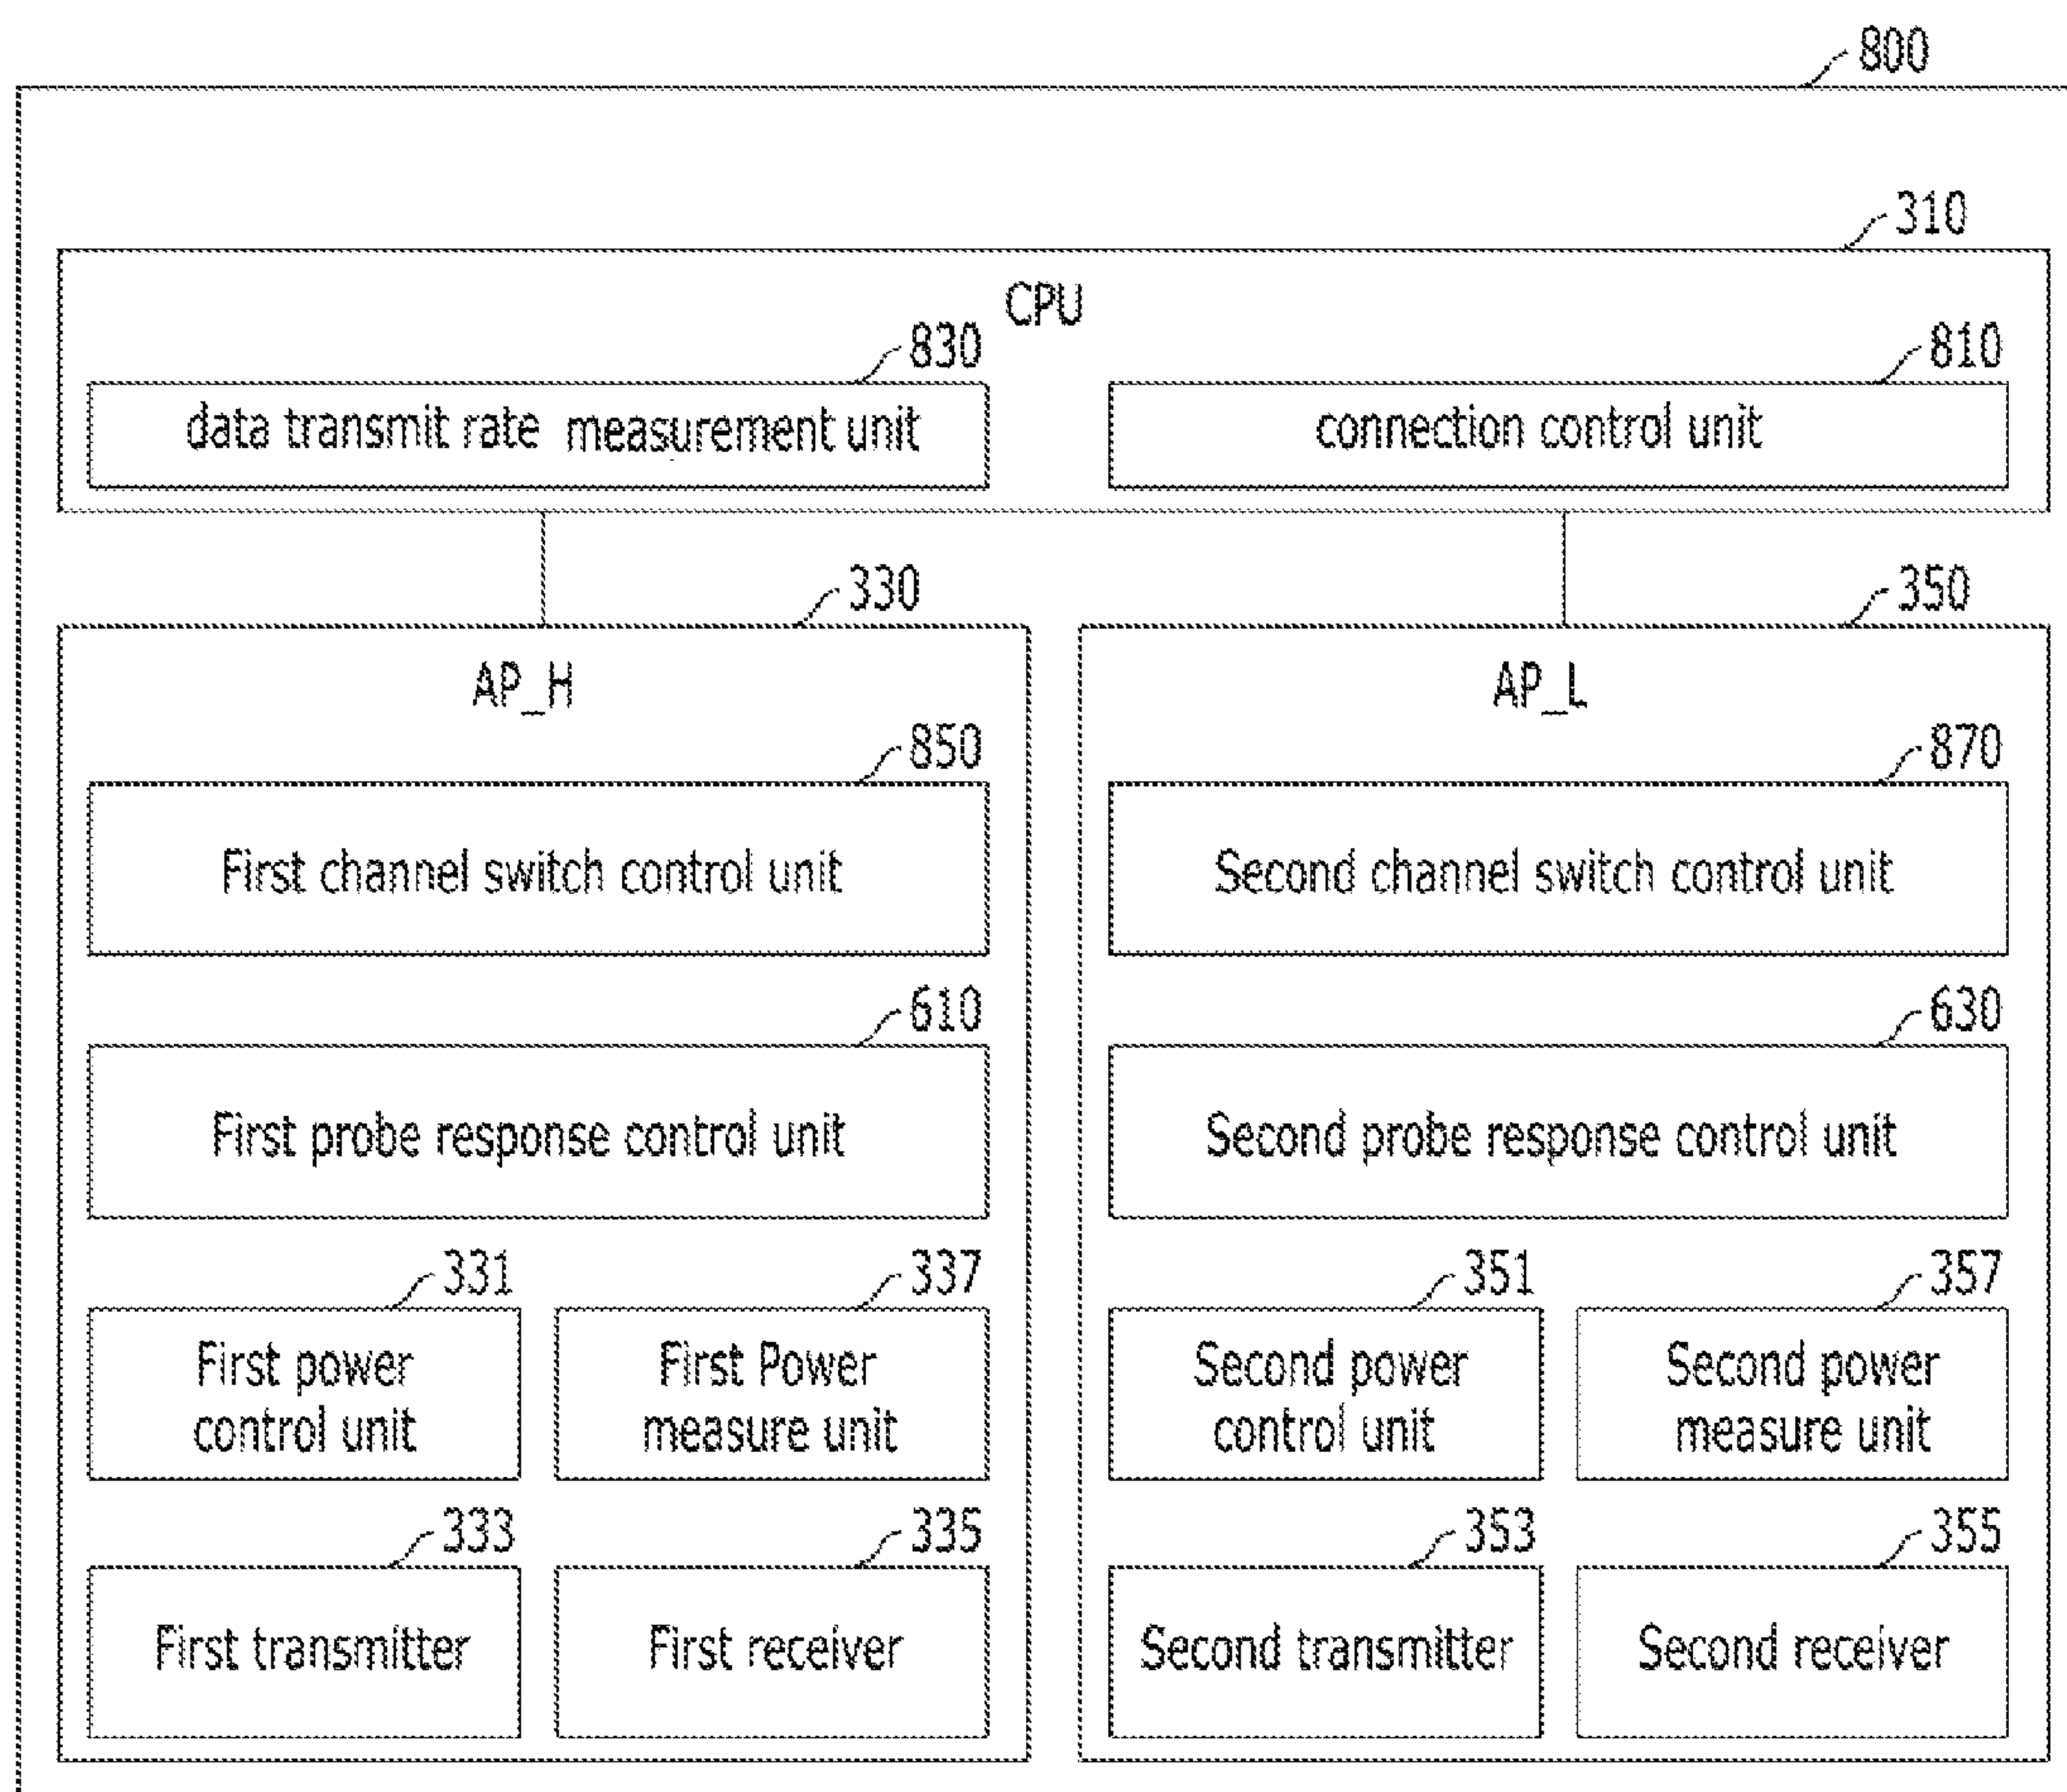 800
310
CPU
830
810
data transmit rate measurement unit
connection control unit
330
350
AP_H
AP_L
850
870
First channel switch control unit
Second channel switch control unit
610
630
First probe response control unit
Second probe response control unit
331
337
351
357
First power
control unit
First Power
measure unit
Second power
control unit
Second power
measure unit
333
335
353
355
First transmitter
First receiver
Second transmitter
Second receiver